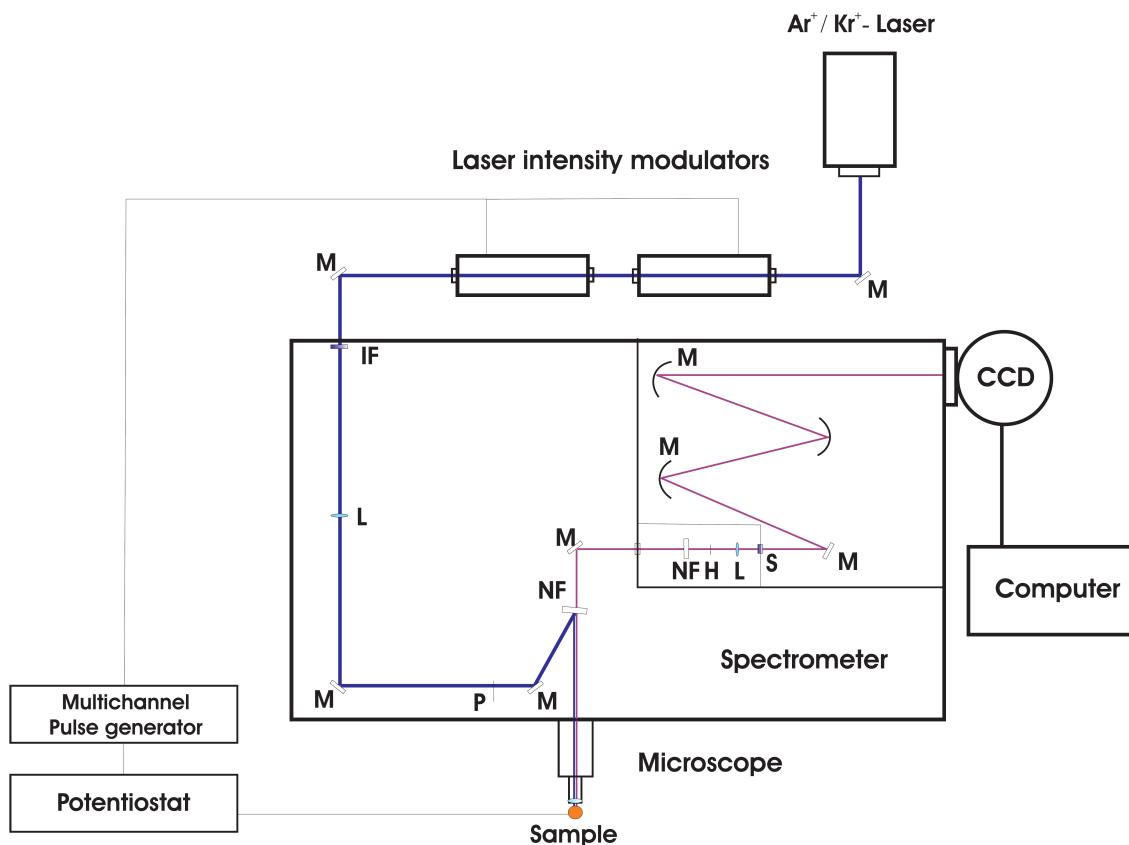 Ar⁺ / Kr⁺- Laser
Laser intensity modulators
M
M
IF
M
CCD
M
L
M
NF H L S
M
NF
Computer
Spectrometer
M
P
M
Multichannel
Pulse generator
Microscope
Potentiostat
Sample